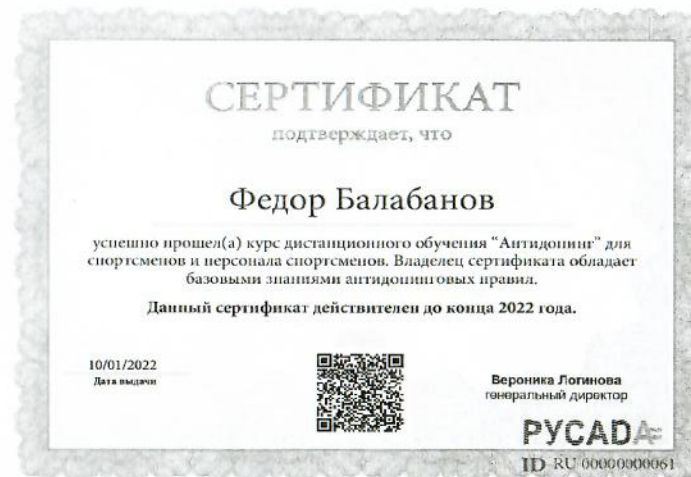 СЕРТИФИКАТ
подтверждает, что
Федор Балабанов
успешно прошел(а) курс дистанционного обучения "Антидопинг" для
спортсменов и персонала спортсменов. Владелец сертификата обладает
базовыми знаниями антидопинговых правил.
Данный сертификат действителен до конца 2022 года.
10/01/2022
Дата выдачи
Вероника Логинова
генеральный директор
РУСАДА
ID RU 00000000061